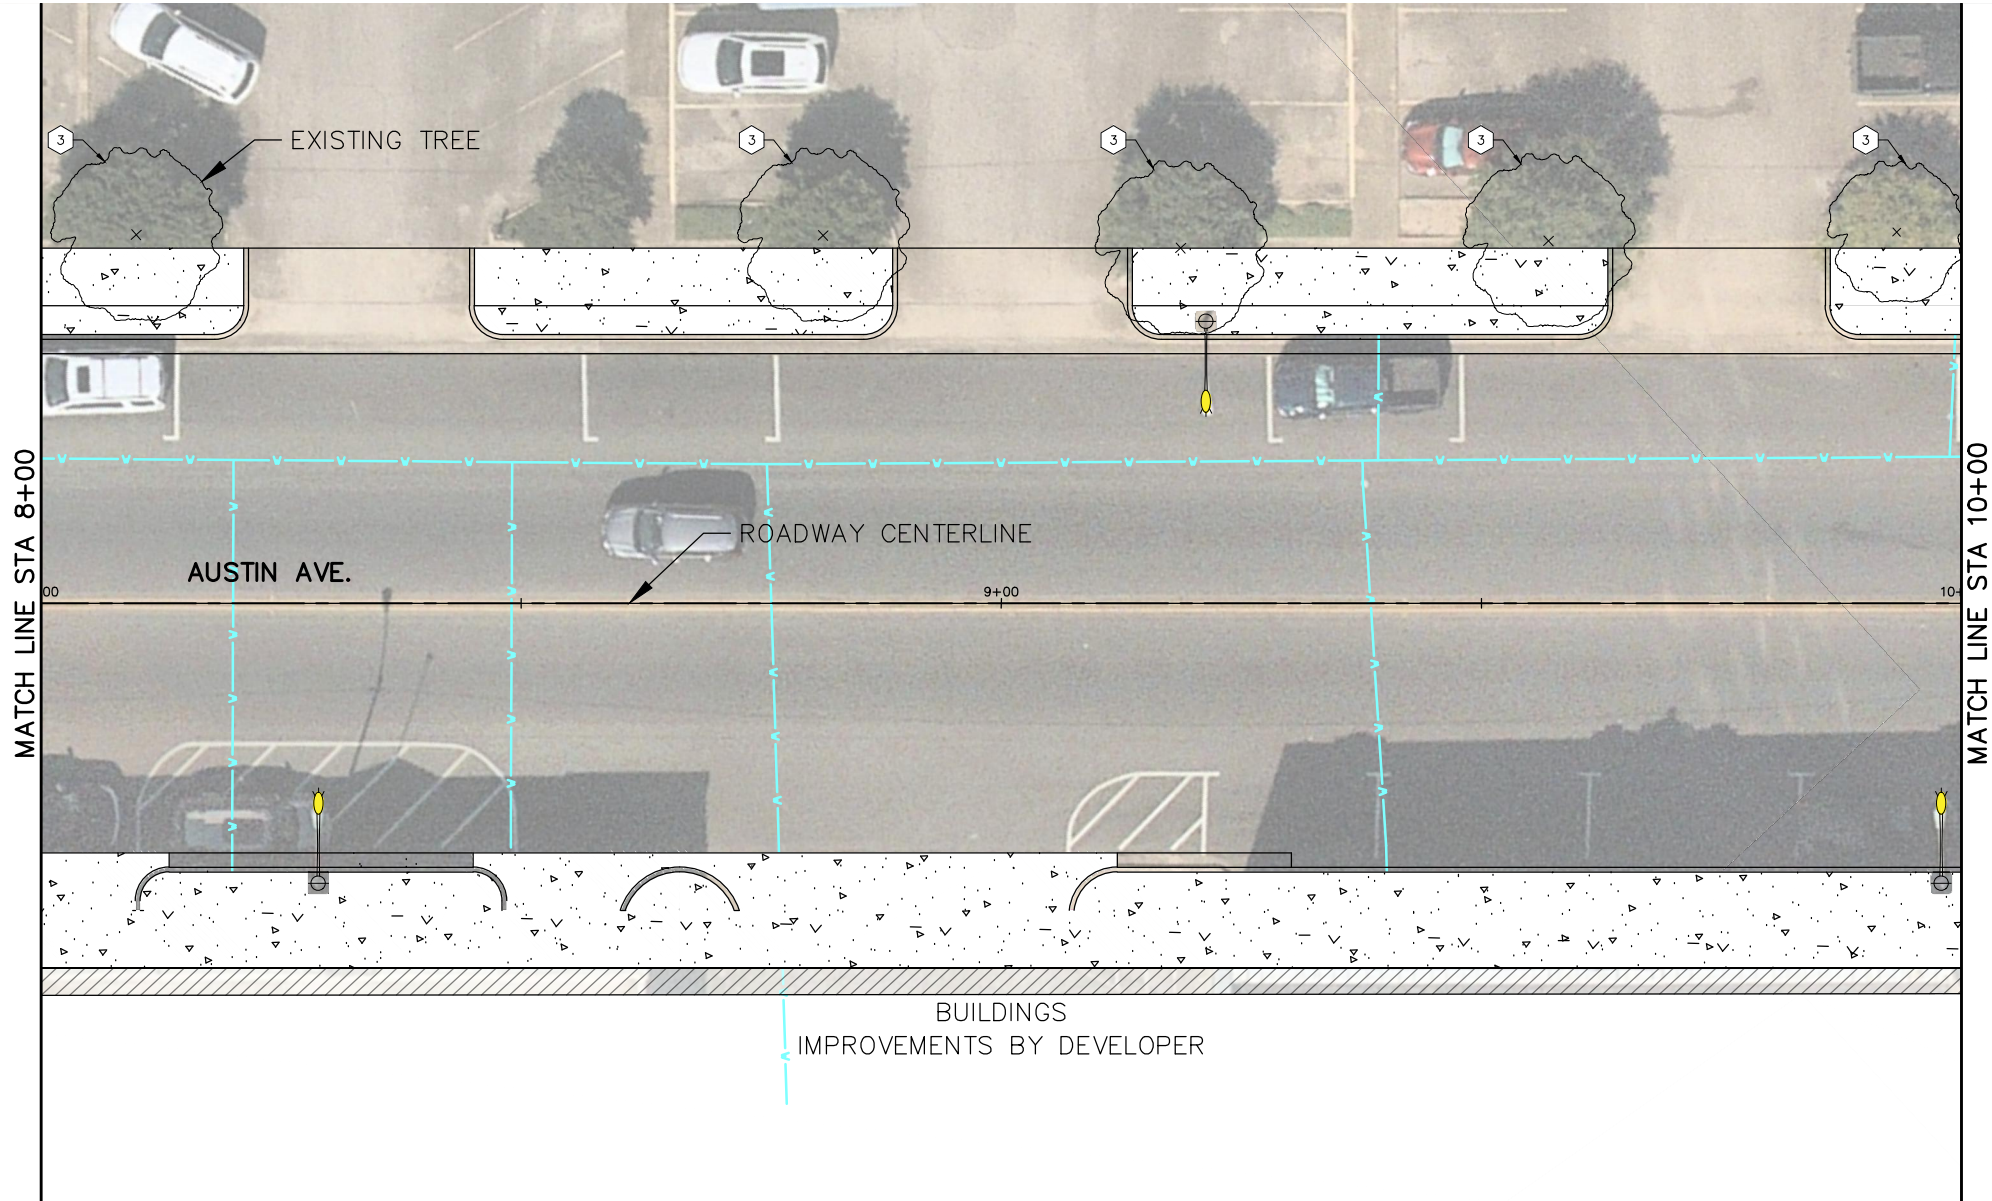 3
3
3
3
3
EXISTING TREE
MATCH LINE STA 8+00
MATCH LINE STA 10+00
ROADWAY CENTERLINE
AUSTIN AVE.
00
9+00
10+
BUILDINGS
IMPROVEMENTS BY DEVELOPER